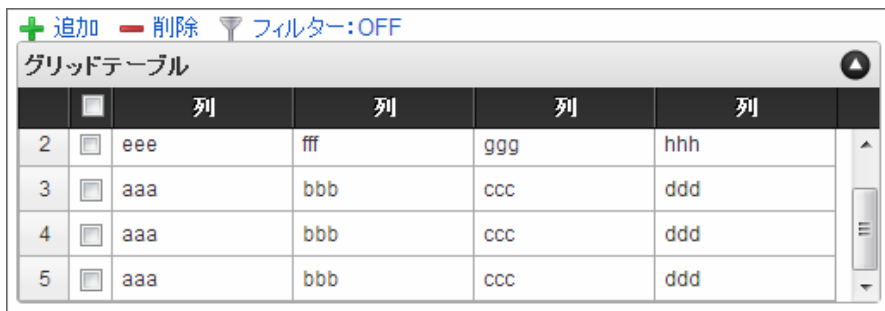 追加 削除 フィルター:OFF
グリッドテーブル
列 列 列 列
2 eee fff ggg hhh
3 aaa bbb ccc ddd
4 aaa bbb ccc ddd
5 aaa bbb ccc ddd